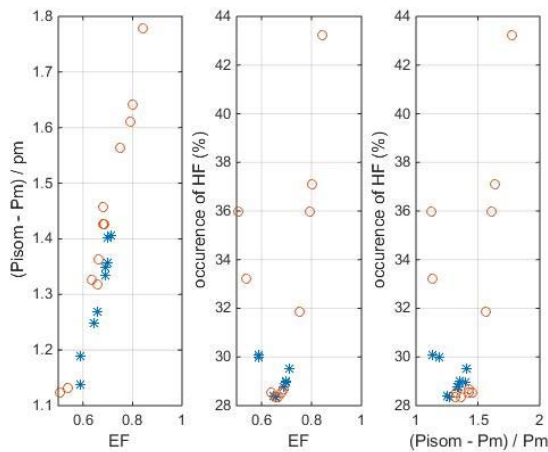 1.8
1.7
1.6
1.5
1.4
1.3
1.2
1.1
0.6 0.8 1
EF
(Pisom - Pm) / pm
44
42
40
38
36
34
32
30
28
0.6 0.8 1
EF
occurence of HF (%)
44
42
40
38
36
34
32
30
28
1 1.5 2
(Pisom - Pm) / Pm
occurence of HF (%)